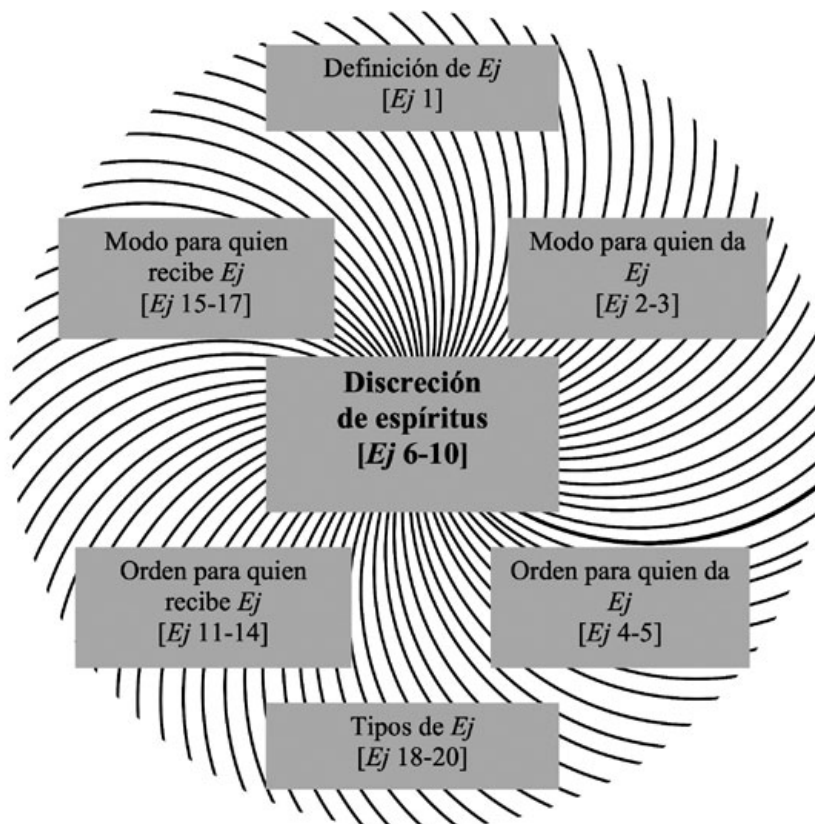 Definición de Ej
[Ej 1]
Modo para quien
recibe Ej
[Ej 15-17]
Modo para quien da
Ej
[Ej 2-3]
Discreción
de espíritus
[Ej 6-10]
Orden para quien
recibe Ej
[Ej 11-14]
Orden para quien da
Ej
[Ej 4-5]
Tipos de Ej
[Ej 18-20]